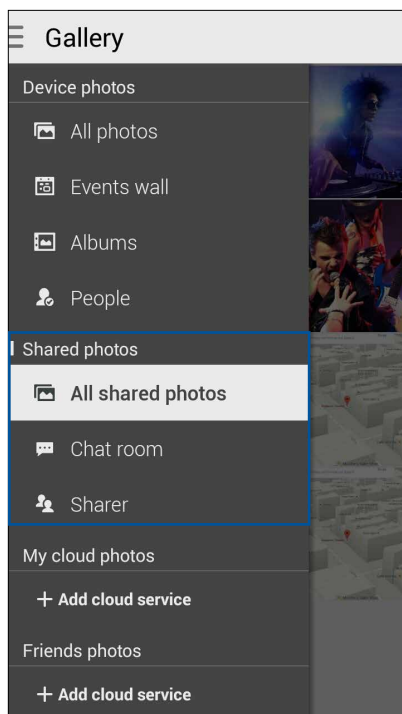 Gallery
Device photos
All photos
Events wall
Albums
People
Shared photos
All shared photos
Chat room
Sharer
My cloud photos
+ Add cloud service
Friends photos
+ Add cloud service